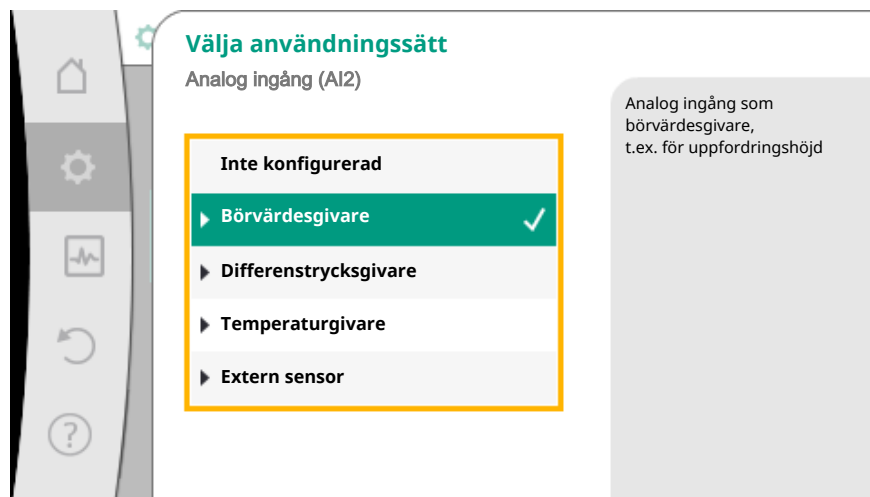 Välja användningssätt
Analog ingång (AI2)
Inte konfigurerad
Börvärdesgivare
Differenstrycksgivare
Temperaturgivare
Extern sensor
Analog ingång som
börvärdesgivare,
t.ex. för uppfordringshöjd
?